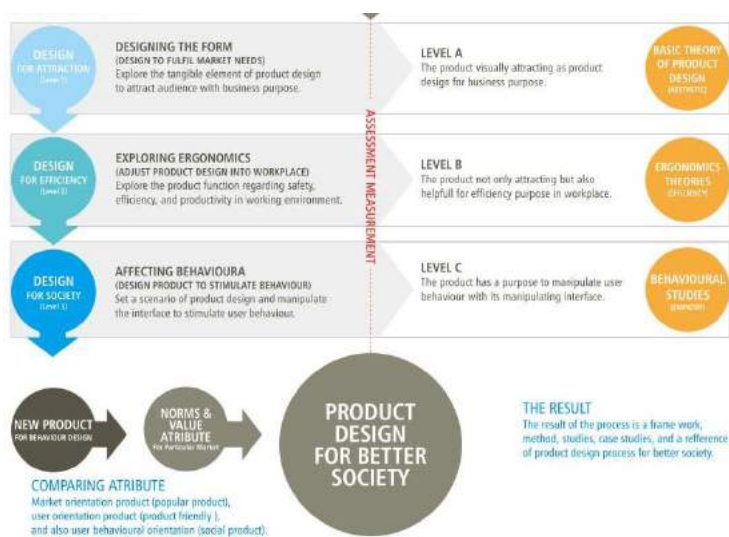 DESIGN
FOR ATTRACTION
(Level 1)
DESIGNING THE FORM
(DESIGN TO FULFIL MARKET NEEDS)
Explore the tangible element of product design
to attract audience with business purpose.
LEVEL A
The product visually attracting as product
design for business purpose.
BASIC THEORY
OF PRODUCT
DESIGN
(AESTHETIC)
DESIGN
FOR EFFICIENCY
(Level 2)
EXPLORING ERGONOMICS
(ADJUST PRODUCT DESIGN INTO WORKPLACE)
Explore the product function regarding safety,
efficiency, and productivity in working environment.
ASSESSMENT MEASUREMENT
LEVEL B
The product not only attracting but also
helpfull for efficiency purpose in workplace.
ERGONOMICS
THEORIES
(EFFICIENCY)
DESIGN
FOR SOCIETY
(Level 3)
AFFECTING BEHAVIOURA
(DESIGN PRODUCT TO STIMULATE BEHAVIOUR)
Set a scenario of product design and manipulate
the interface to stimulate user behaviour.
LEVEL C
The product has a purpose to manipulate user
behaviour with its manipulating interface.
BEHAVIOURAL
STUDIES
NEW PRODUCT
FOR BEHAVIOUR DESIGN
NORMS &
VALUE
ATRIBUTE
For Particular Market
PRODUCT
DESIGN
FOR BETTER
SOCIETY
THE RESULT
The result of the process is a frame work,
method, studies, case studies, and a refference
of product design process for better society.
COMPARING ATRIBUTE
Market orientation product (popular product),
user orientation product (product friendly ),
and also user behavioural orientation (social product).